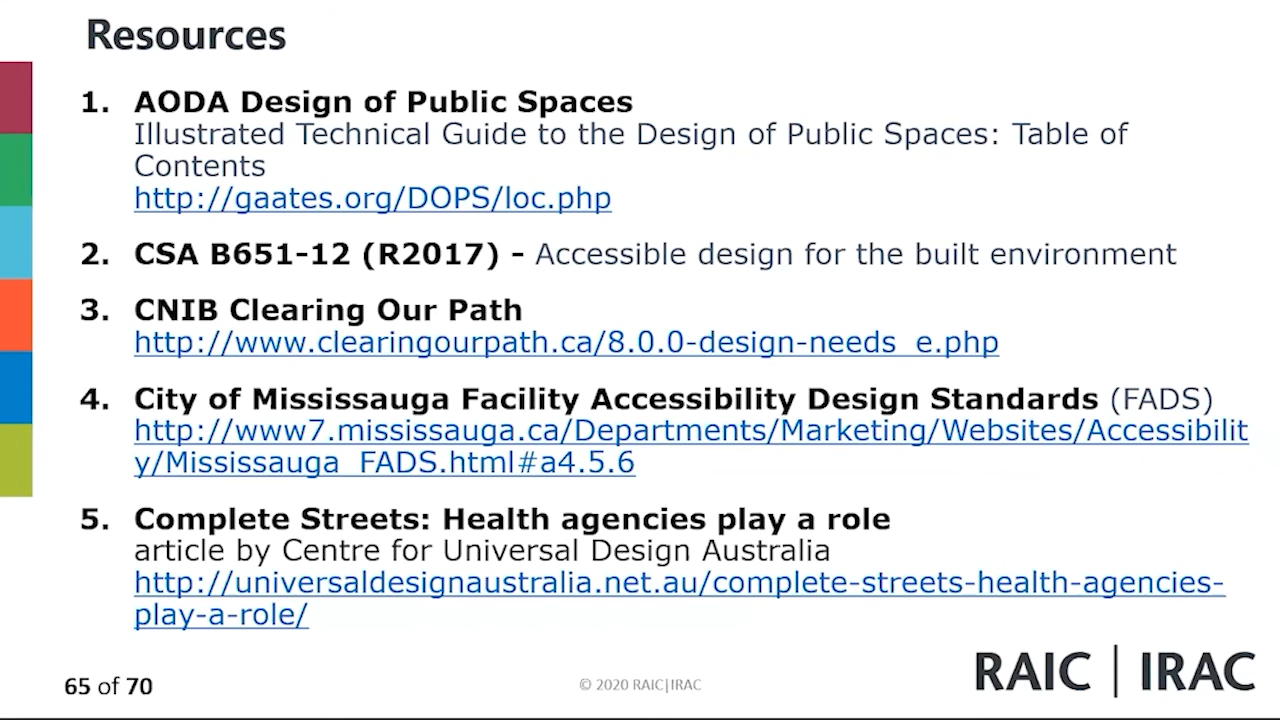 Resources
1. AODA Design of Public Spaces
Illustrated Technical Guide to the Design of Public Spaces: Table of
Contents
http://gaates.org/DOPS/loc.php
2. CSA B651-12 (R2017) - Accessible design for the built environment
3. CNIB Clearing Our Path
http://www.clearingourpath.ca/8.0.0-design-needs_e.php
4. City of Mississauga Facility Accessibility Design Standards (FADS)
http://www7.mississauga.ca/Departments/Marketing/Websites/Accessibilit
y/Mississauga_FADS.html#a4.5.6
5. Complete Streets: Health agencies play a role
article by Centre for Universal Design Australia
http://universaldesignaustralia.net.au/complete-streets-health-agencies-
play-a-role/
65 of 70
© 2020 RAIC|IRAC
RAIC | IRAC